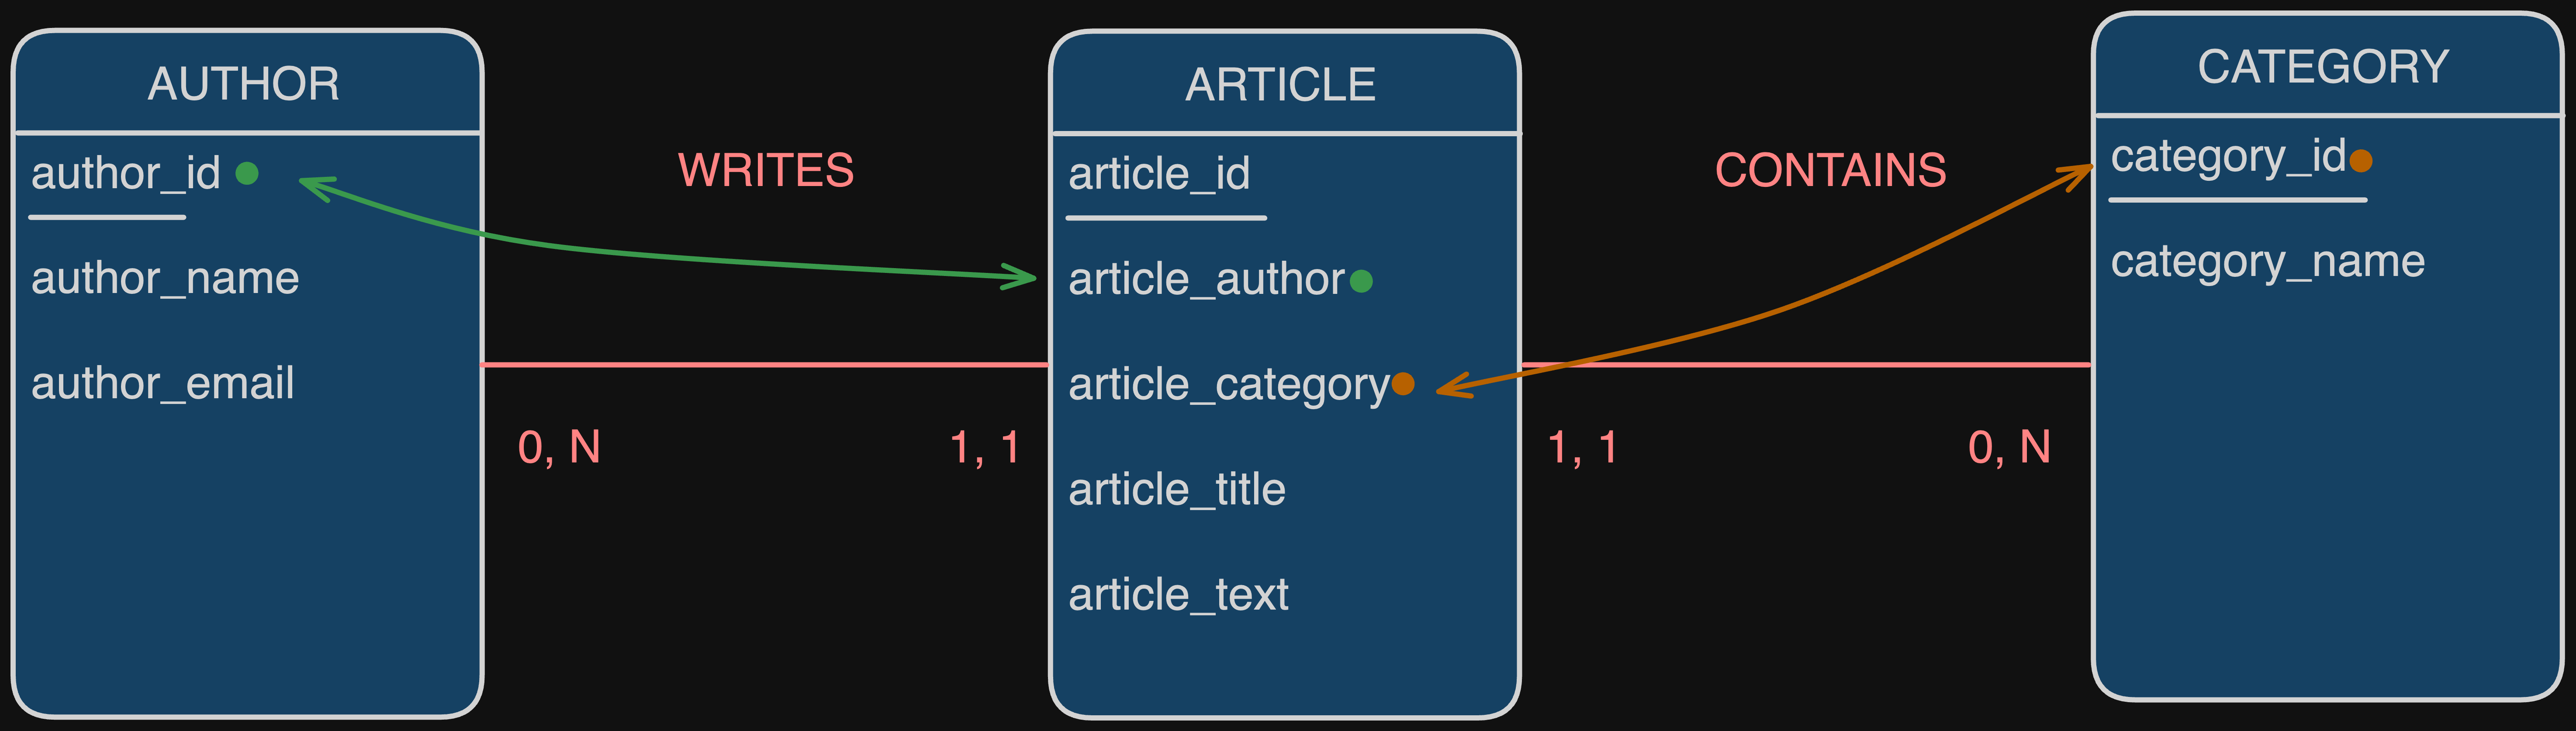 AUTHOR
author_id
author_name
author_email
WRITES
0, N
1, 1
ARTICLE
article_id
article_author
article_category
article_title
article_text
CONTAINS
1, 1
0, N
CATEGORY
category_id
category_name